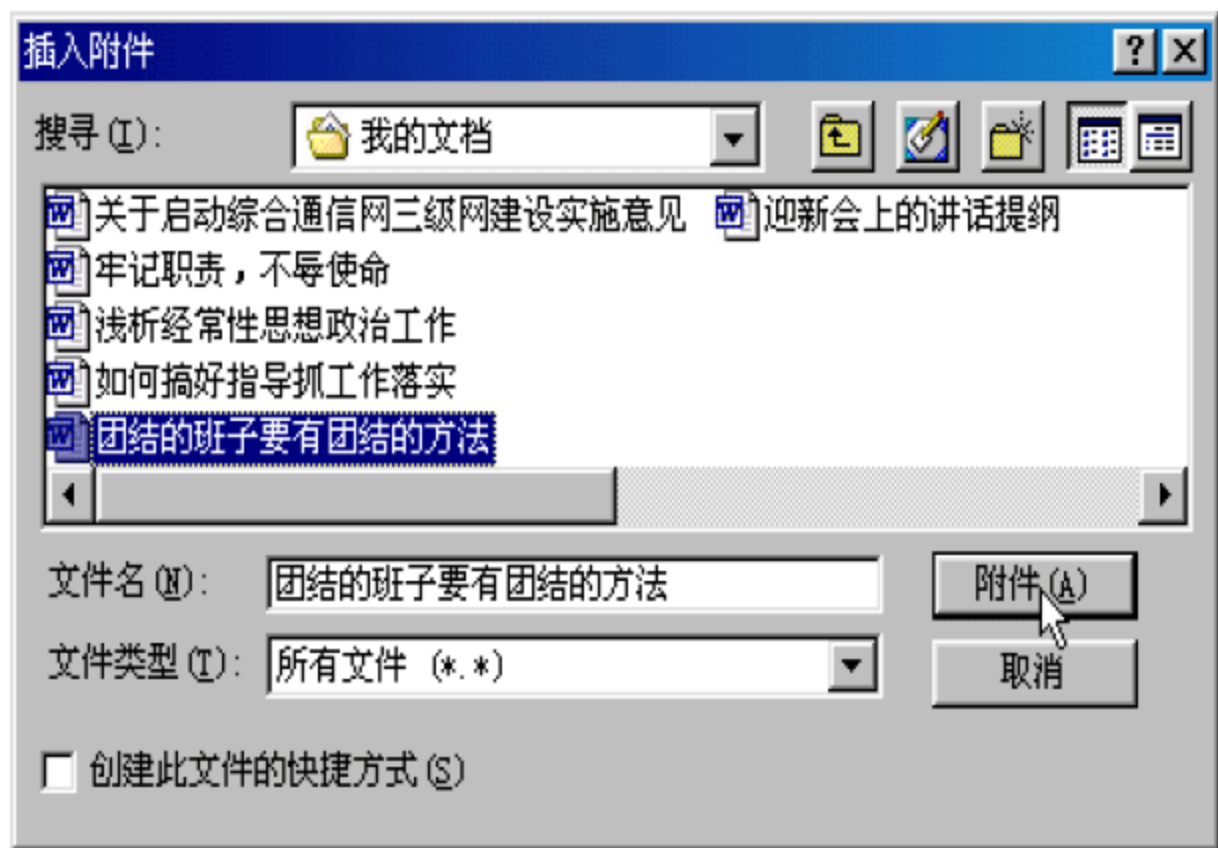 插入附件
搜寻(I):
我的文档
关于启动综合通信网三级网建设实施意见
迎新会上的讲话提纲
牢记职责，不辱使命
浅析经常性思想政治工作
如何搞好指导抓工作落实
团结的班子要有团结的方法
文件名(N):
团结的班子要有团结的方法
附件(A)
文件类型(T):
所有文件 (*.*)
取消
创建此文件的快捷方式(S)